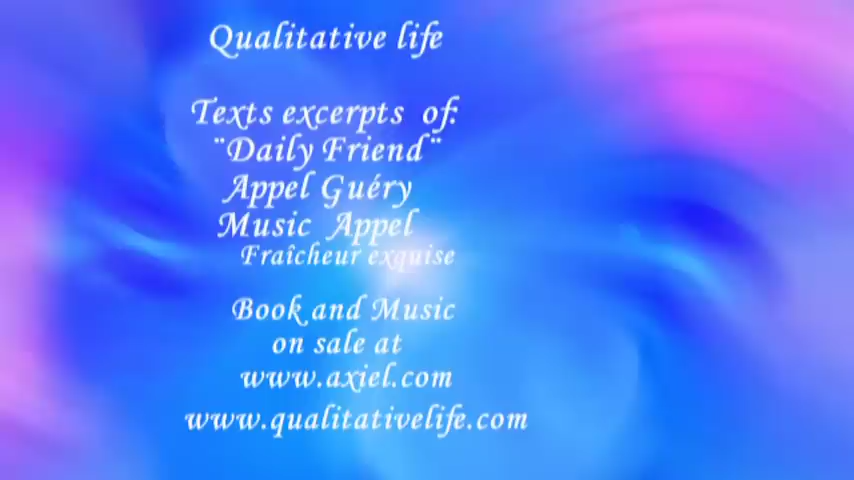 Qualitative life
Texts excerpts of:
¨Daily Friend¨
Appel Guéry
Music Appel
Fraîcheur exquise
Book and Music
on sale at
www.axiel.com
www.qualitativelife.com